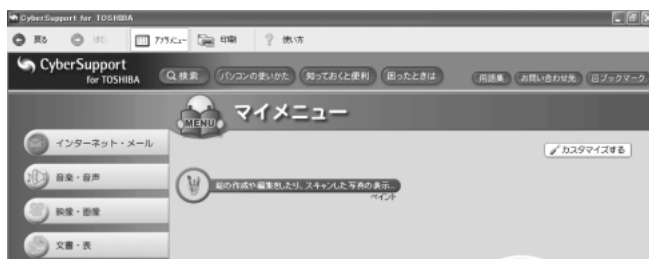 CyberSupport for TOSHIBA
戻る 進む アプリメニュー 印刷 ? 使い方
CyberSupport
for TOSHIBA
検索 パソコンの使いかた 知っておくと便利 困ったときは 用語集 お問い合わせ先 ブックマーク
MENU マイメニュー
インターネット・メール
カスタマイズする
音楽・音声
絵の作成や編集をしたり、スキャンした写真の表示...
ペイント
映像・画像
文書・表